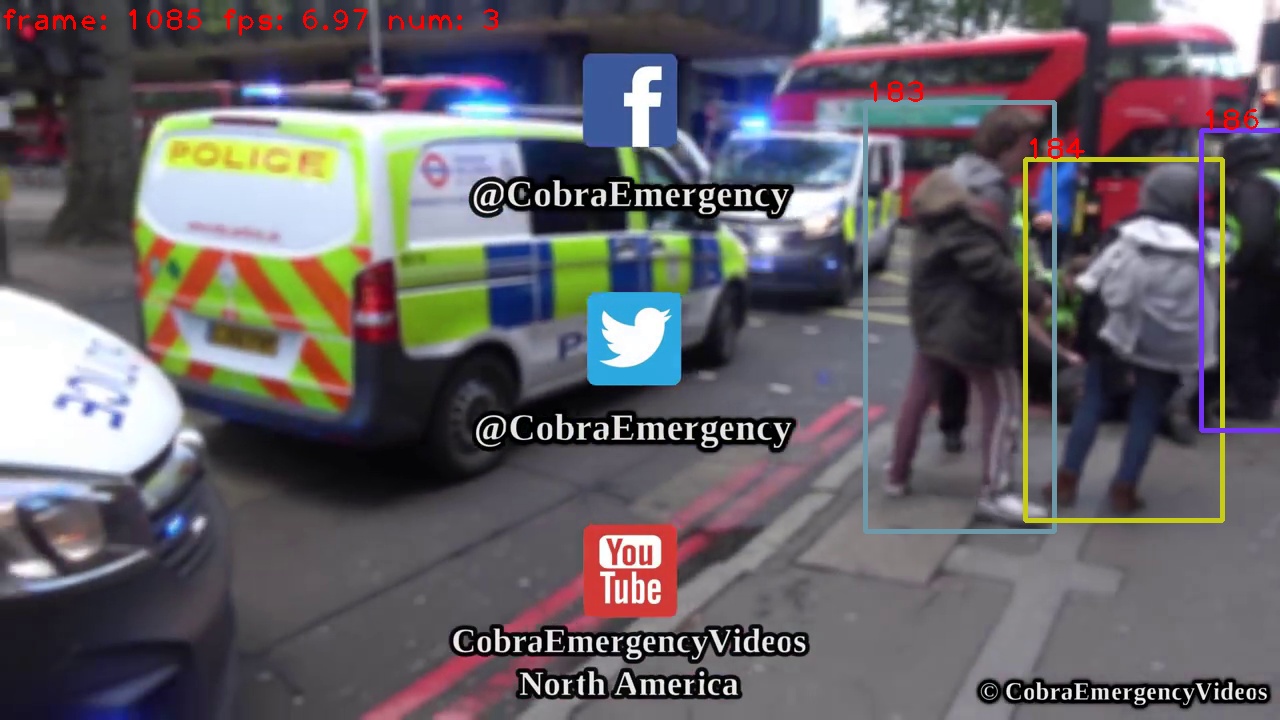 frame: 1085 fps: 6.97 num: 3
183
184
186
POLICE
f
@CobraEmergency
@CobraEmergency
You
Tube
CobraEmergencyVideos
North America
© CobraEmergencyVideos